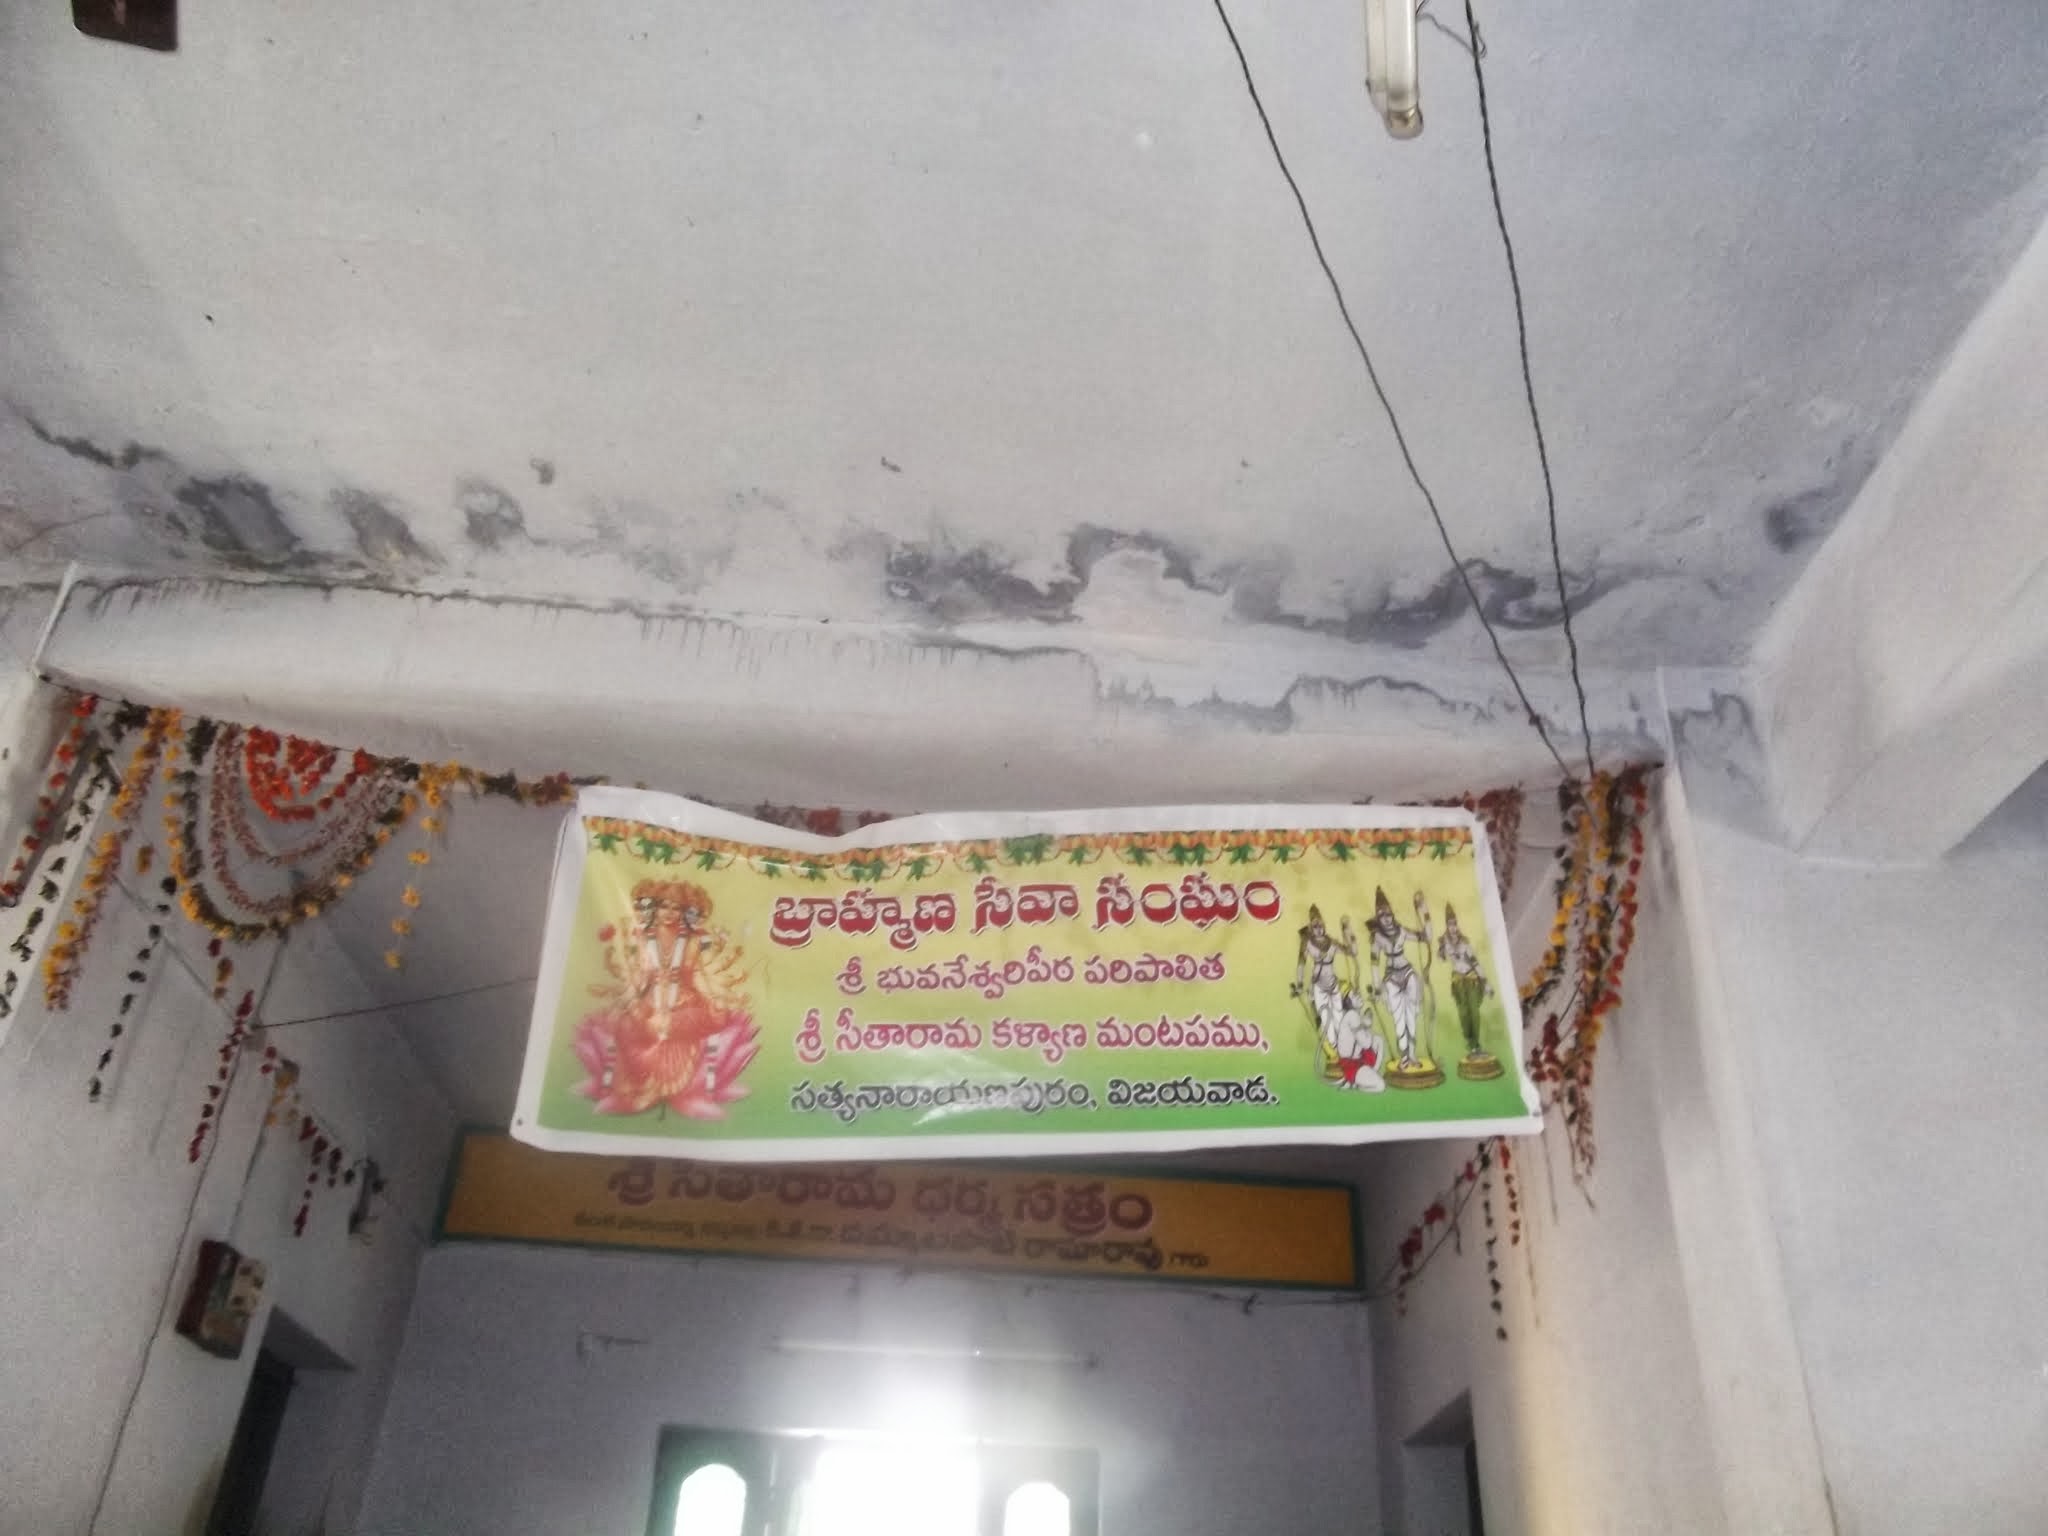 బ్రాహ్మణ సేవా సంఘం
శ్రీ భువనేశ్వరిపీఠ పరిపాలిత
శ్రీ సీతారామ కళ్యాణ మంటపము,
సత్యనారాయణపురం, విజయవాడ.
శ్రీ సీతారామ ధర్మ సత్రం
రామారావు గారు